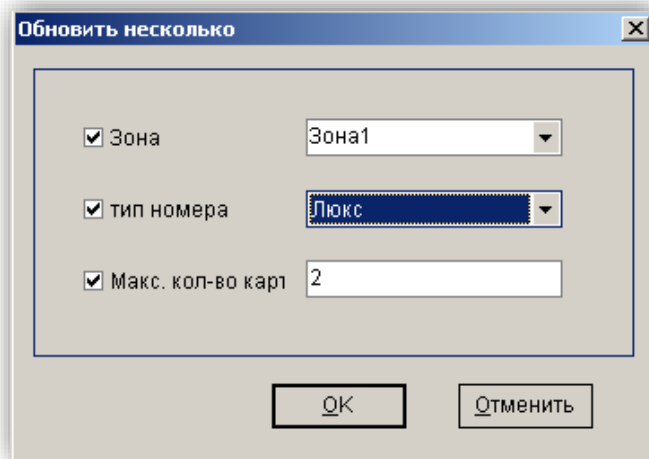 Обновить несколько
Зона Зона1
тип номера Люкс
Макс. кол-во карт 2
OK Отменить